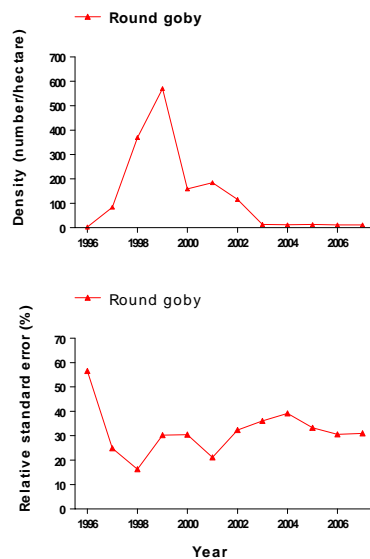 Round goby
Density (number/hectare)
700
600
500
400
300
200
100
0
1996 1998 2000 2002 2004 2006
Round goby
Relative standard error (%)
70
60
50
40
30
20
10
0
1996 1998 2000 2002 2004 2006
Year